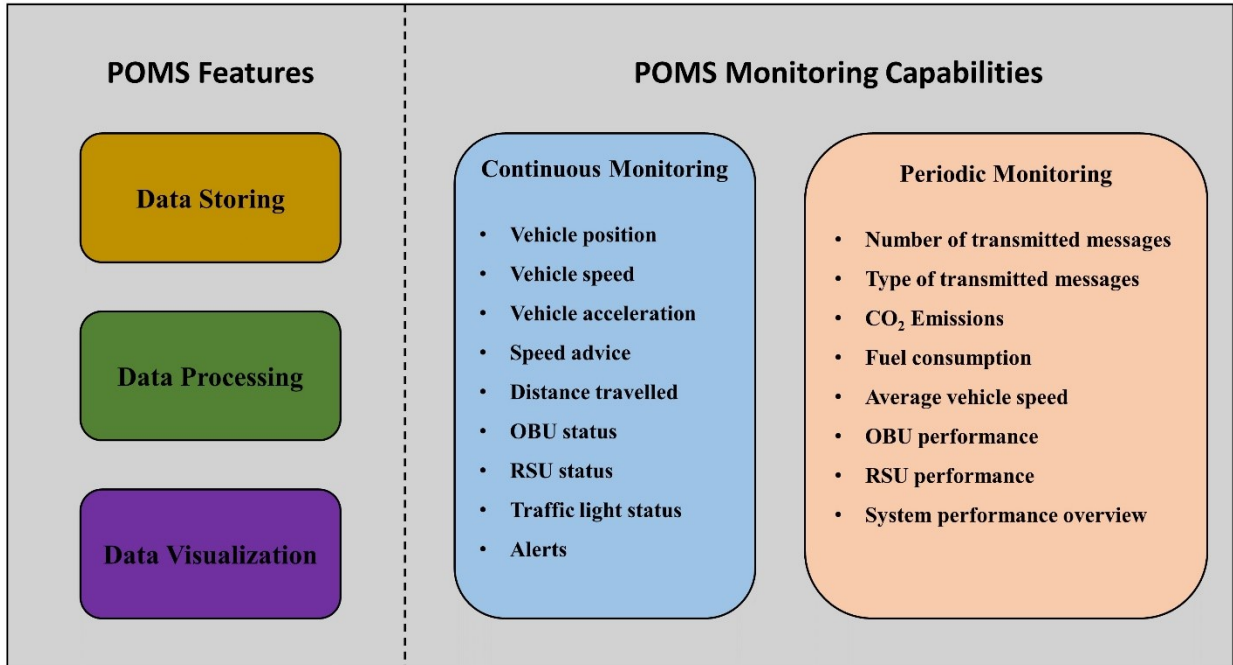 POMS Features
Data Storing
Data Processing
Data Visualization
POMS Monitoring Capabilities
Continuous Monitoring
• Vehicle position
• Vehicle speed
• Vehicle acceleration
• Speed advice
• Distance travelled
• OBU status
• RSU status
• Traffic light status
• Alerts
Periodic Monitoring
• Number of transmitted messages
• Type of transmitted messages
• CO₂ Emissions
• Fuel consumption
• Average vehicle speed
• OBU performance
• RSU performance
• System performance overview